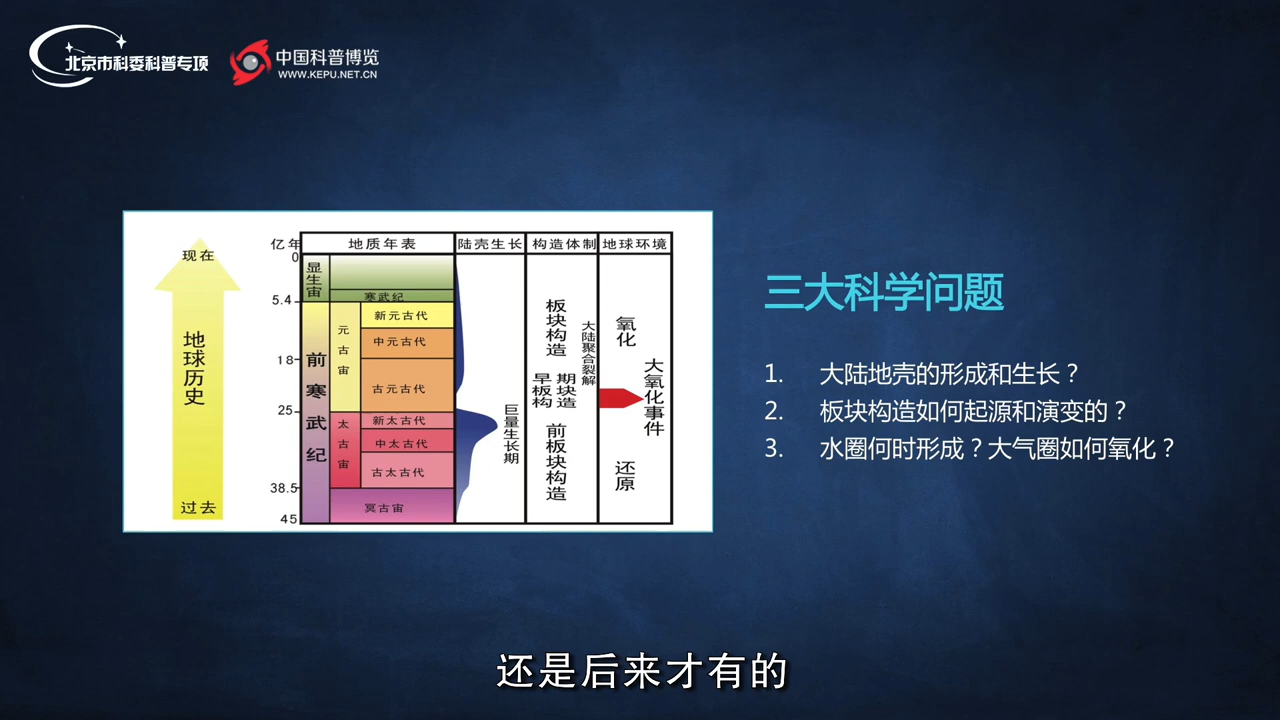 北京市科委科普专项
中国科普博览
WWW.KEPU.NET.CN
亿年
地质年表
陆壳生长
构造体制
地球环境
现在
地球历史
过去
0
5.4
18
25
38.5
45
显生宙
寒武纪
前寒武纪
元古宙
新元古代
中元古代
古元古代
太古宙
新太古代
中太古代
古太古代
冥古宙
巨量生长期
板块构造
大陆聚合裂解
早期板块构造
前板块构造
氧化
大氧化事件
还原
三大科学问题
1. 大陆地壳的形成和生长？
2. 板块构造如何起源和演变的？
3. 水圈何时形成？大气圈如何氧化？
还是后来才有的